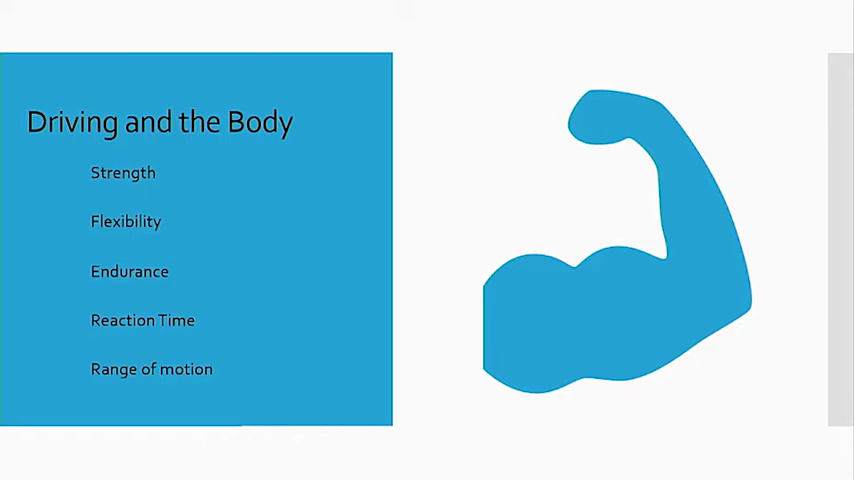 Driving and the Body
Strength
Flexibility
Endurance
Reaction Time
Range of motion